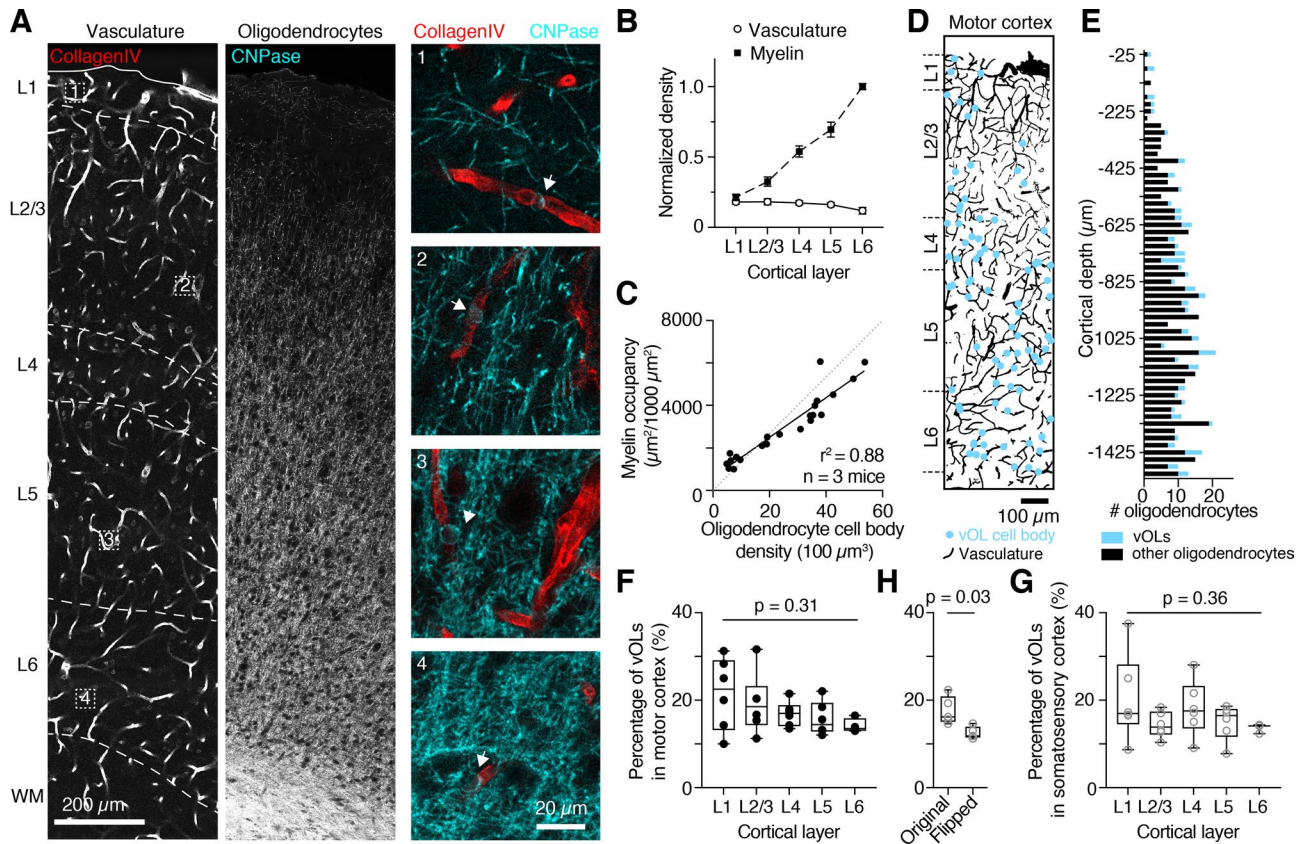 A
Vasculature
Oligodendrocytes
CollagenIV
CNPase
CollagenIV CNPase
L1
L2/3
L4
L5
L6
WM
1
2
3
4
200 µm
1
2
3
4
20 µm
B
Vasculature
Myelin
Normalized density
1.0
0.5
0
L1 L2/3 L4 L5 L6
Cortical layer
C
Myelin occupancy
(µm²/1000 µm²)
8000
4000
0
r² = 0.88
n = 3 mice
0 20 40 60
Oligodendrocyte cell body
density (100 µm³)
D
Motor cortex
L1
L2/3
L4
L5
L6
100 µm
vOL cell body
Vasculature
E
Cortical depth (µm)
-25
-225
-425
-625
-825
-1025
-1225
-1425
0 20
# oligodendrocytes
vOLs
other oligodendrocytes
F
p = 0.31
Percentage of vOLs
in motor cortex (%)
40
20
0
L1 L2/3 L4 L5 L6
Cortical layer
H
p = 0.03
40
20
0
Original
Flipped
G
p = 0.36
Percentage of vOLs
in somatosensory cortex (%)
40
20
0
L1 L2/3 L4 L5 L6
Cortical layer